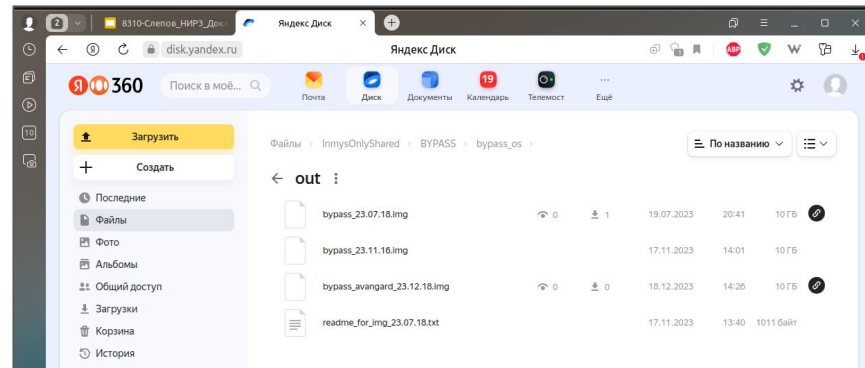 2
8310-Слепов_НИР3_Док
Яндекс Диск
disk.yandex.ru
Яндекс Диск
ABP
10
Я 360
Поиск в моё...
Почта
Диск
Документы
19
Календарь
Телемост
Ещё
Загрузить
Создать
Последние
Файлы
Фото
Альбомы
Общий доступ
Загрузки
Корзина
История
Файлы
InmysOnlyShared
BYPASS
bypass_os
По названию
out
bypass_23.07.18.img 0 1 19.07.2023 20:41 10 ГБ
bypass_23.11.16.img 17.11.2023 14:01 10 ГБ
bypass_avangard_23.12.18.img 0 0 18.12.2023 14:26 10 ГБ
readme_for_img_23.07.18.txt 17.11.2023 13:40 1011 байт